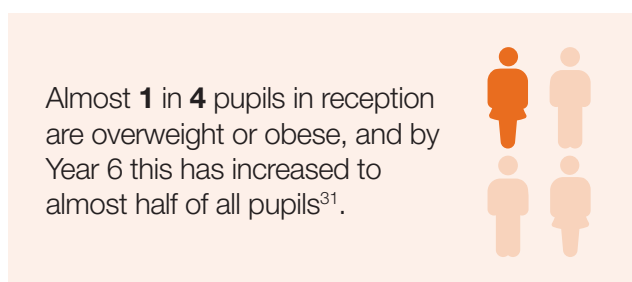 Almost 1 in 4 pupils in reception
are overweight or obese, and by
Year 6 this has increased to
almost half of all pupils³¹.